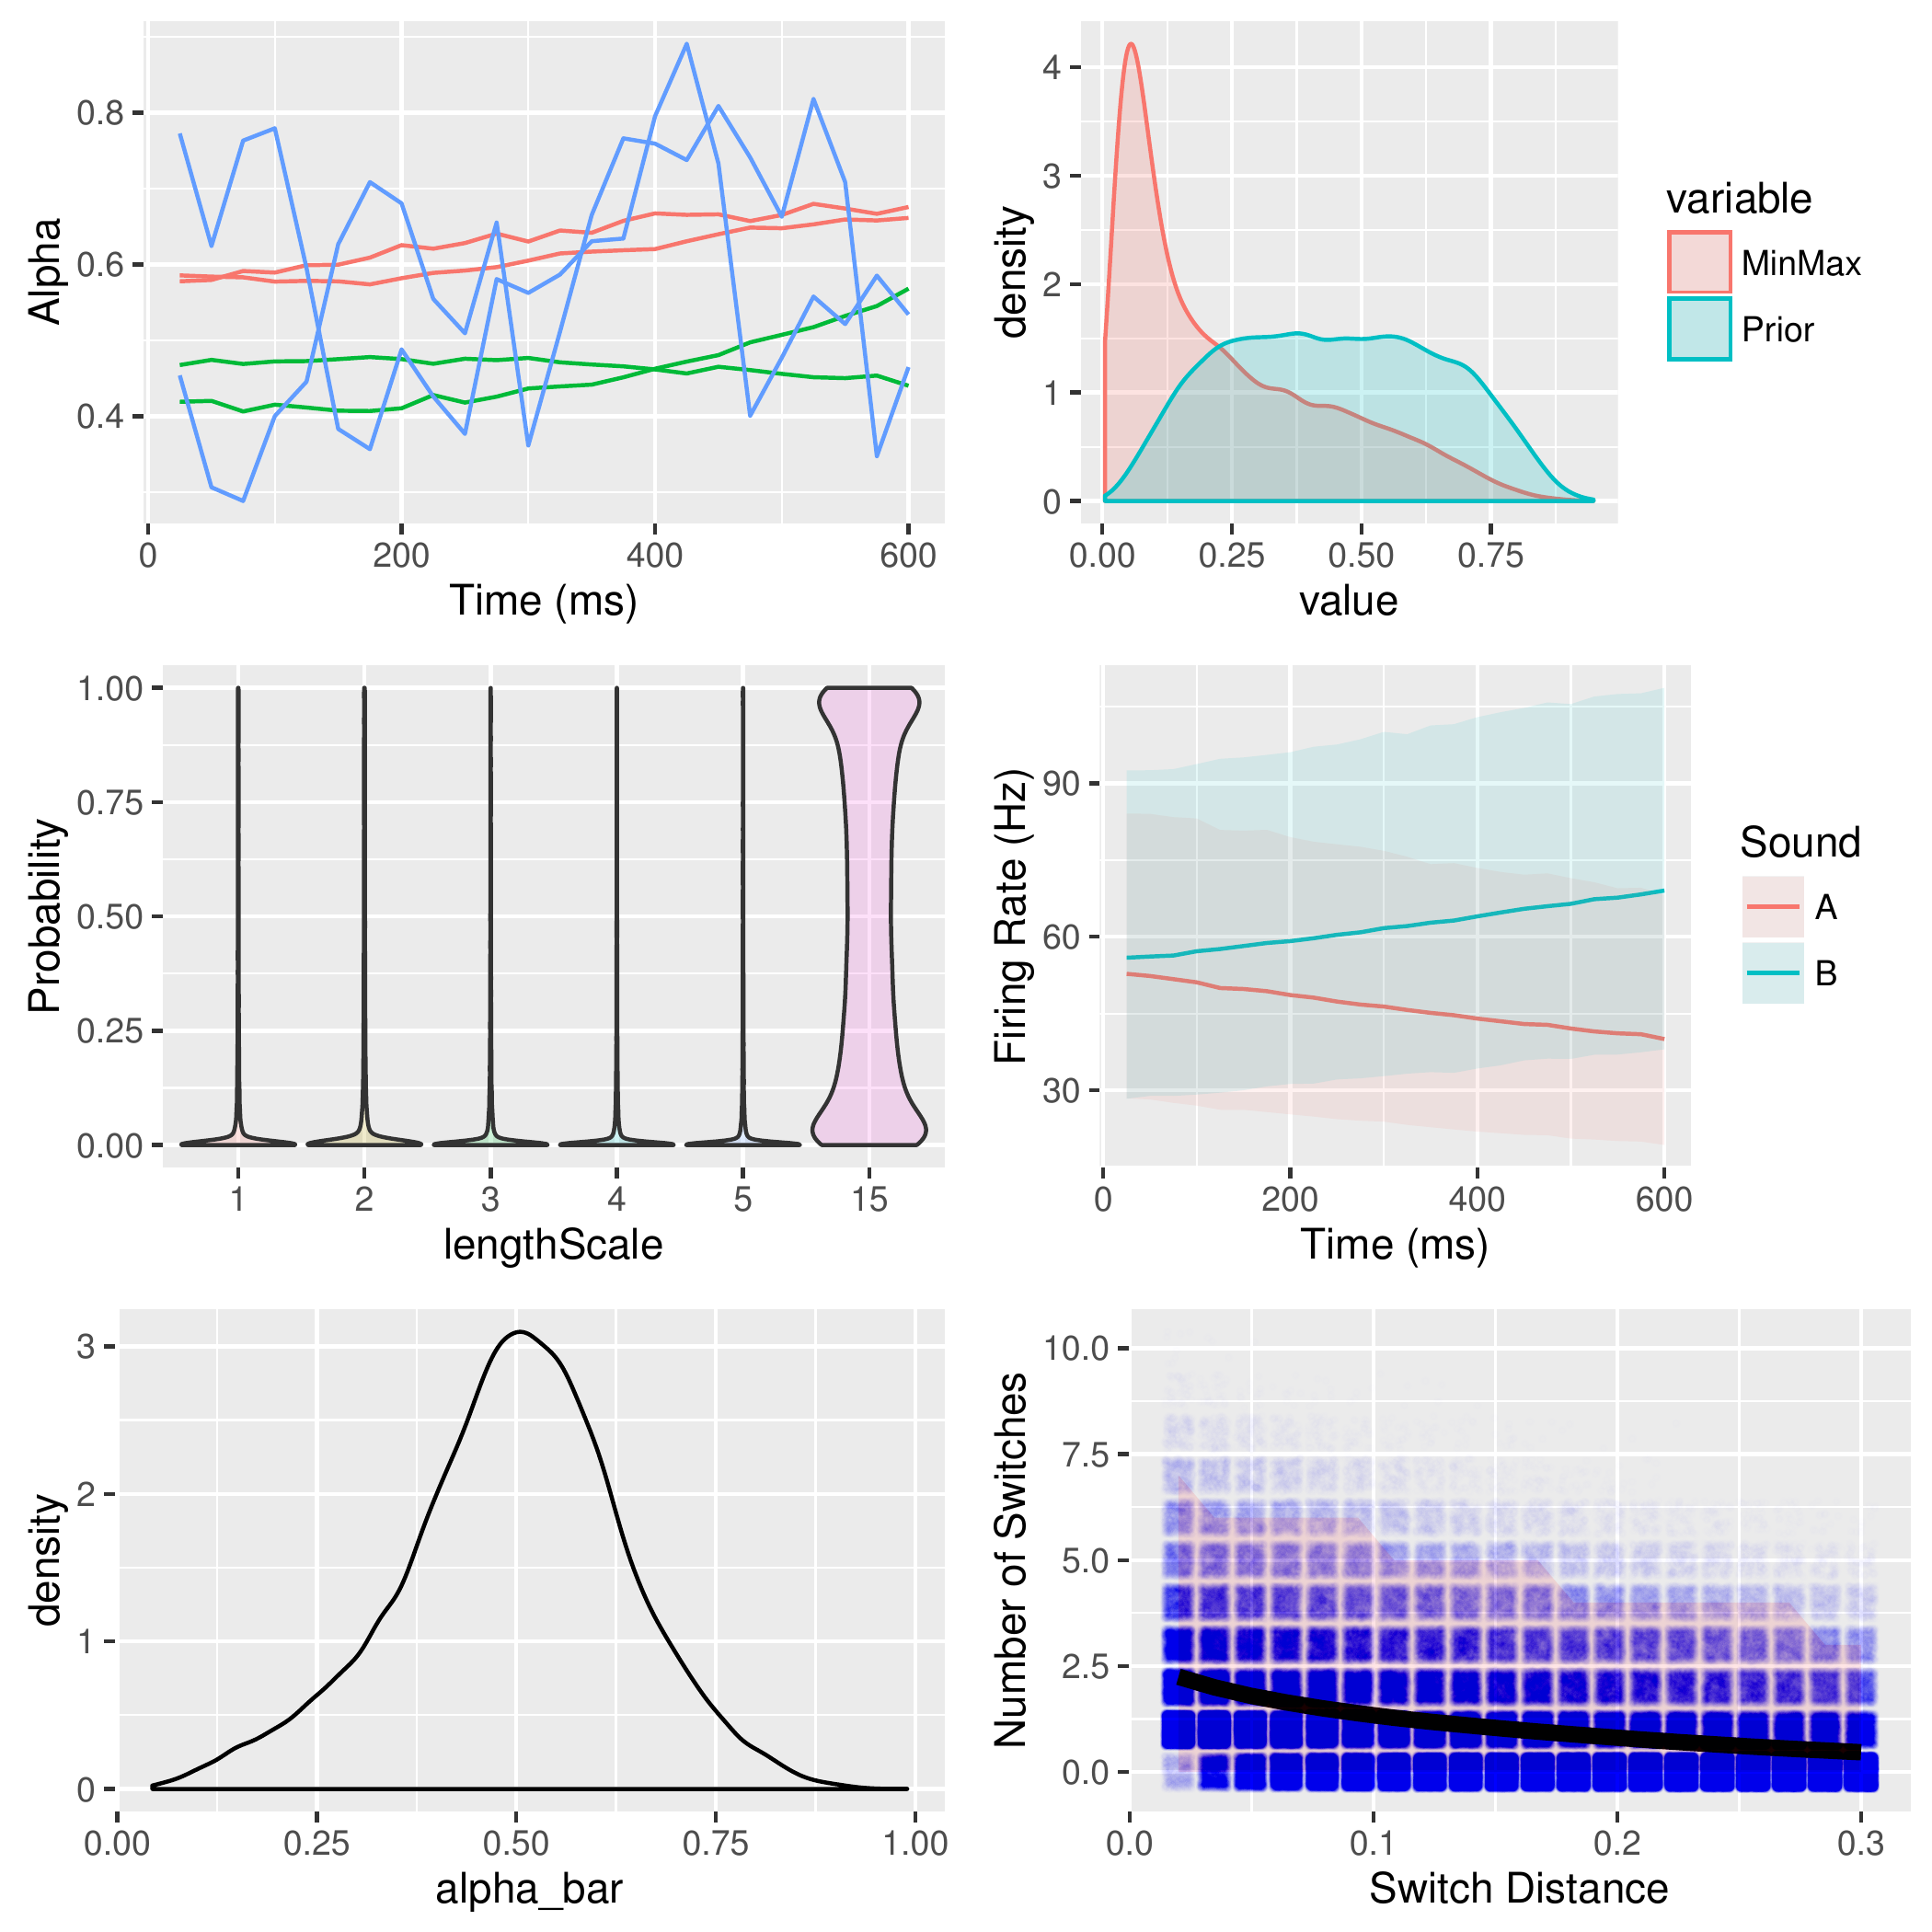 Alpha
0.8
0.6
0.4
0
200
400
600
Time (ms)
density
4
3
2
1
0
0.00
0.25
0.50
0.75
value
variable
MinMax
Prior
Probability
1.00
0.75
0.50
0.25
0.00
1
2
3
4
5
15
lengthScale
Firing Rate (Hz)
90
60
30
0
200
400
600
Time (ms)
Sound
A
B
density
3
2
1
0
0.00
0.25
0.50
0.75
1.00
alpha_bar
Number of Switches
10.0
7.5
5.0
2.5
0.0
0.0
0.1
0.2
0.3
Switch Distance